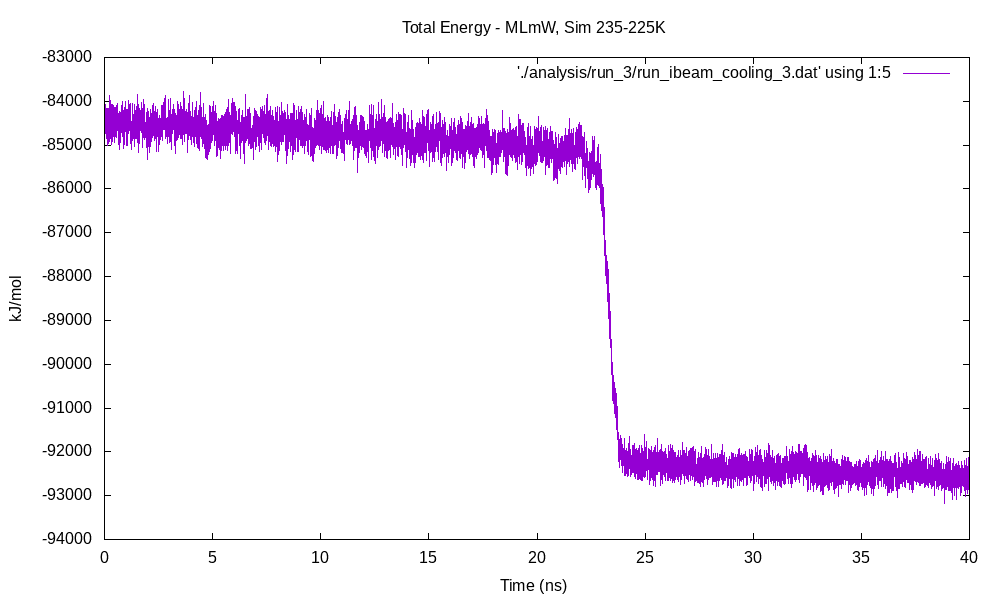 Total Energy - MLmW, Sim 235-225K
'./analysis/run_3/run_ibeam_cooling_3.dat' using 1:5
-83000
-84000
-85000
-86000
-87000
-88000
-89000
-90000
-91000
-92000
-93000
-94000
kJ/mol
0 5 10 15 20 25 30 35 40
Time (ns)